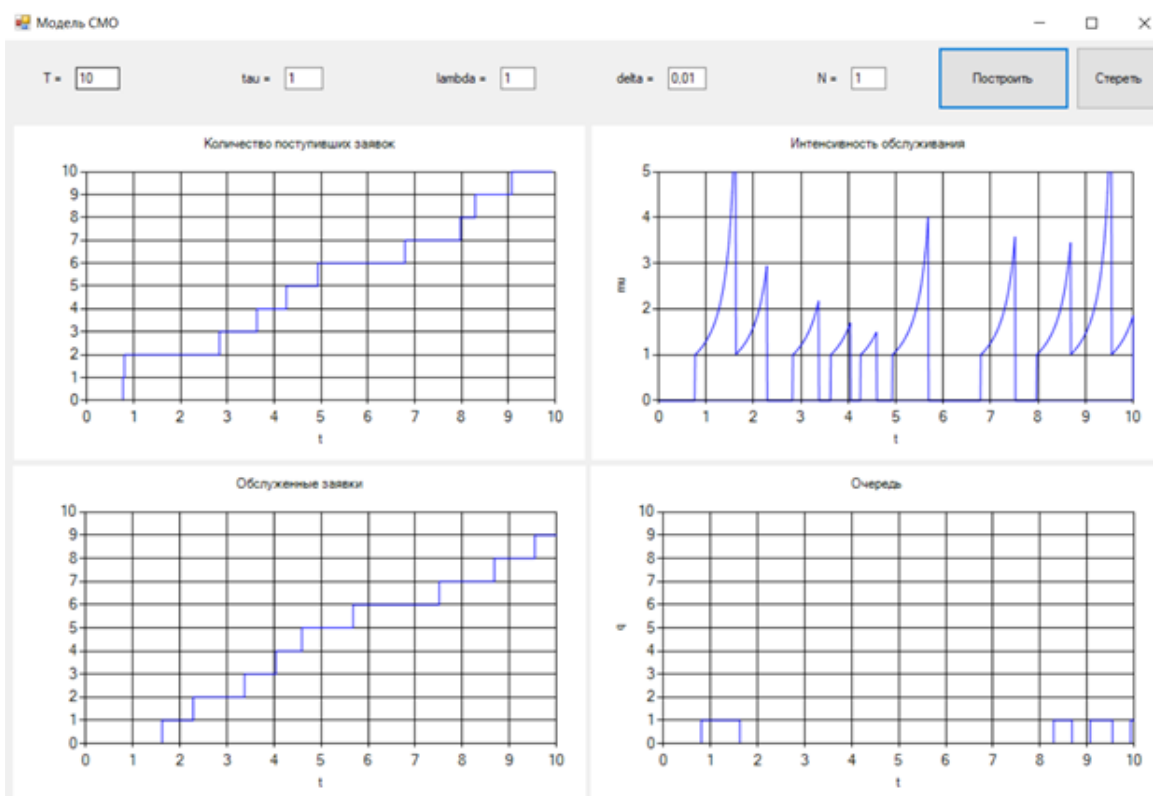 Модель СМО
T = 10 tau = 1 lambda = 1 delta = 0.01 N = 1 Построить Стереть
Количество поступивших заявок
10
9
8
7
6
5
4
3
2
1
0
0 1 2 3 4 5 6 7 8 9 10
t
Интенсивность обслуживания
5
4
3
mu
2
1
0
0 1 2 3 4 5 6 7 8 9 10
t
Обслуженные заявки
10
9
8
7
6
5
4
3
2
1
0
0 1 2 3 4 5 6 7 8 9 10
t
Очередь
10
9
8
7
6
5
q
4
3
2
1
0
0 1 2 3 4 5 6 7 8 9 10
t